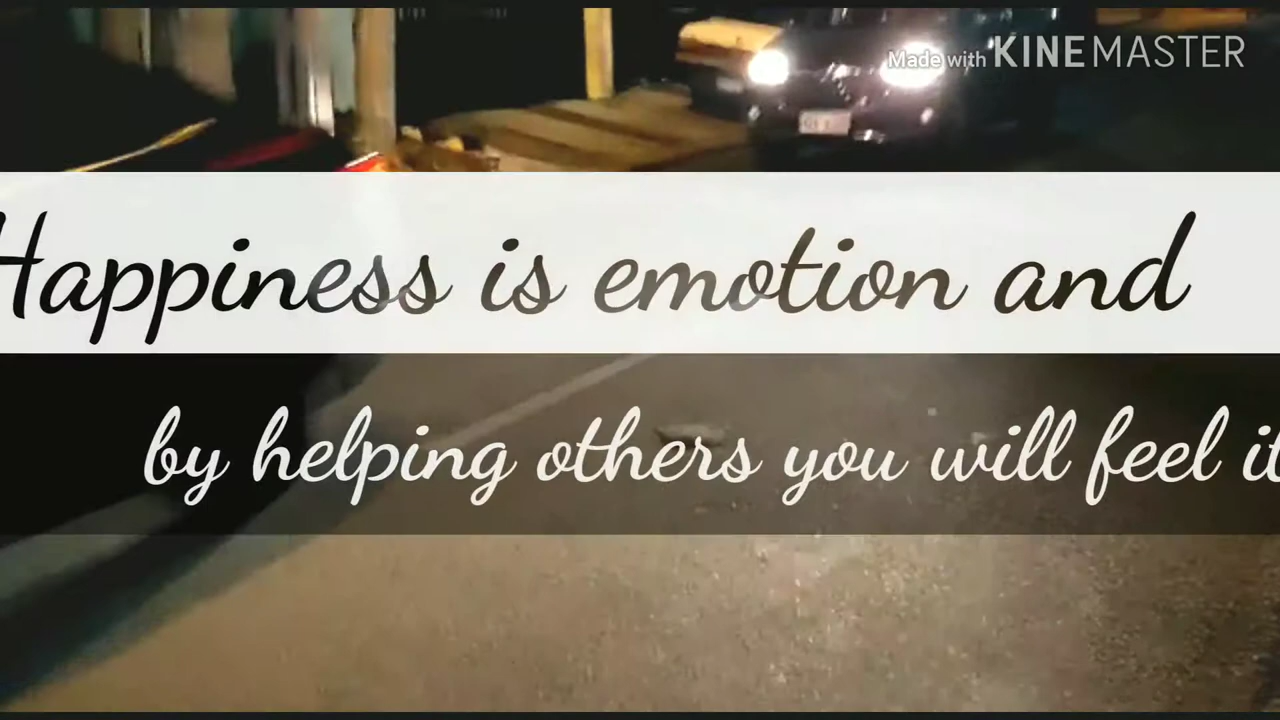 Made with KINEMASTER
Happiness is emotion and
by helping others you will feel it